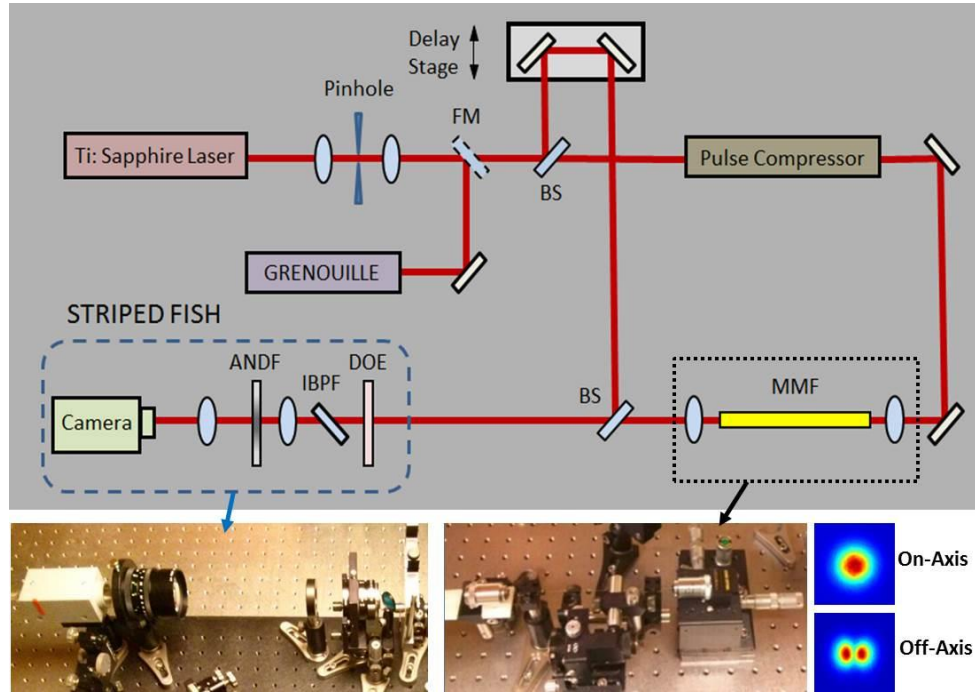 Delay
Stage
Pinhole
FM
Ti: Sapphire Laser
Pulse Compressor
BS
GRENOUILLE
STRIPED FISH
ANDF
IBPF
DOE
MMF
BS
Camera
On-Axis
Off-Axis